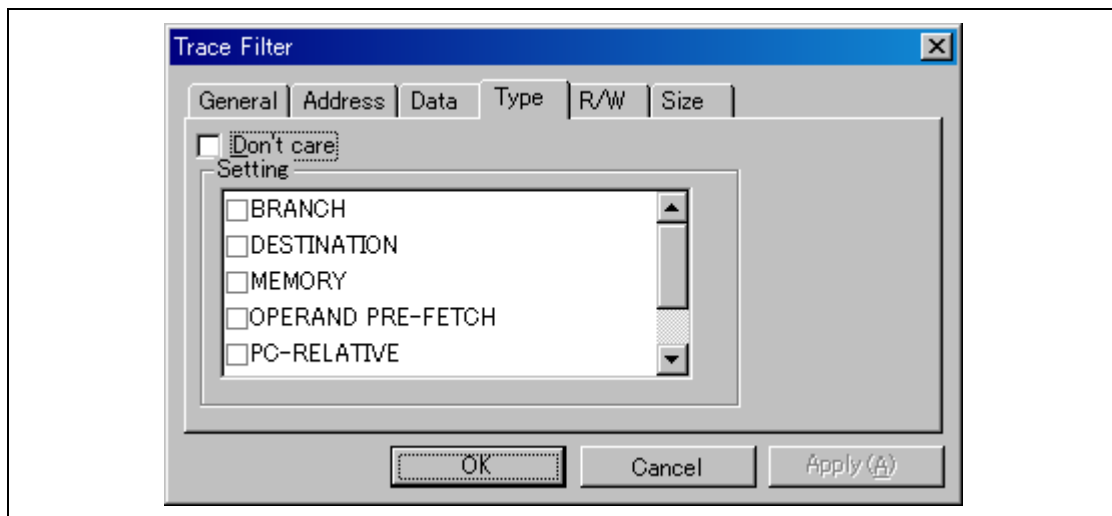 Trace Filter
General Address Data Type R/W Size
Don't care
Setting
BRANCH
DESTINATION
MEMORY
OPERAND PRE-FETCH
PC-RELATIVE
OK Cancel Apply(A)